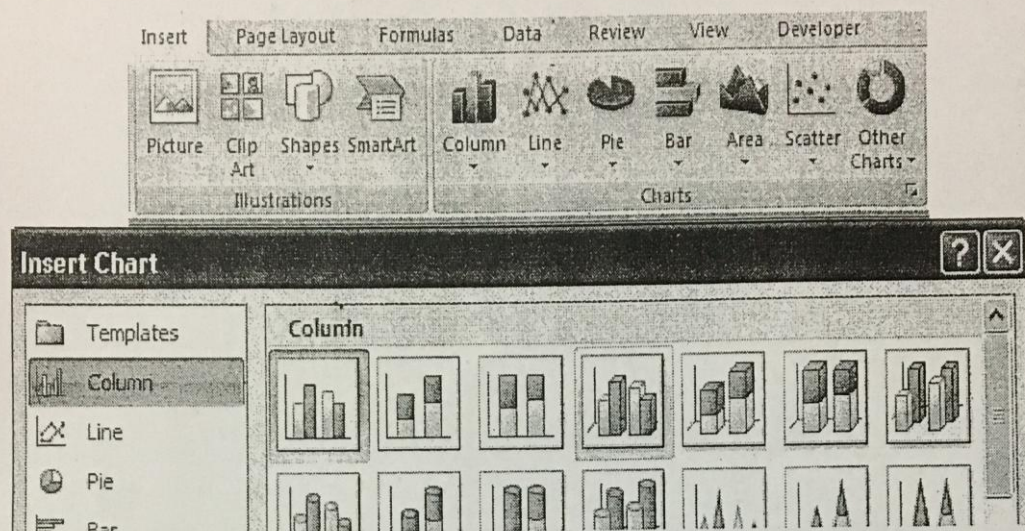 Insert Page Layout Formulas Data Review View Developer
Picture Clip Art Shapes SmartArt Column Line Pie Bar Area Scatter Other Charts
Illustrations Charts
Insert Chart ? X
Templates
Column
Line
Pie
Bar
Column